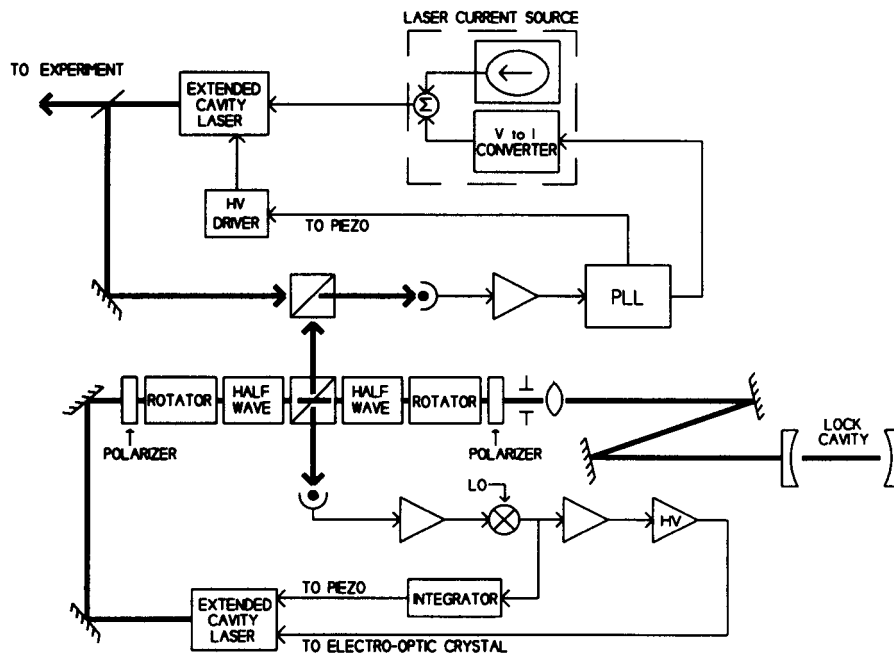 LASER CURRENT SOURCE
TO EXPERIMENT
EXTENDED
CAVITY
LASER
Σ
V to I
CONVERTER
HV
DRIVER
TO PIEZO
PLL
ROTATOR
HALF
WAVE
HALF
WAVE
ROTATOR
POLARIZER
POLARIZER
LOCK
CAVITY
LO
HV
TO PIEZO
INTEGRATOR
EXTENDED
CAVITY
LASER
TO ELECTRO-OPTIC CRYSTAL